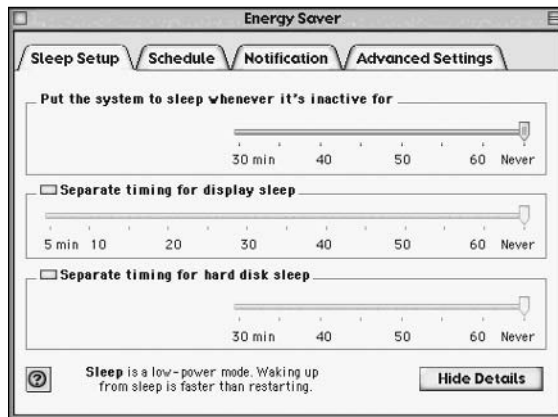 Energy Saver
Sleep Setup Schedule Notification Advanced Settings
Put the system to sleep whenever it's inactive for
30 min 40 50 60 Never
Separate timing for display sleep
5 min 10 20 30 40 50 60 Never
Separate timing for hard disk sleep
30 min 40 50 60 Never
Sleep is a low-power mode. Waking up
from sleep is faster than restarting.
? Hide Details